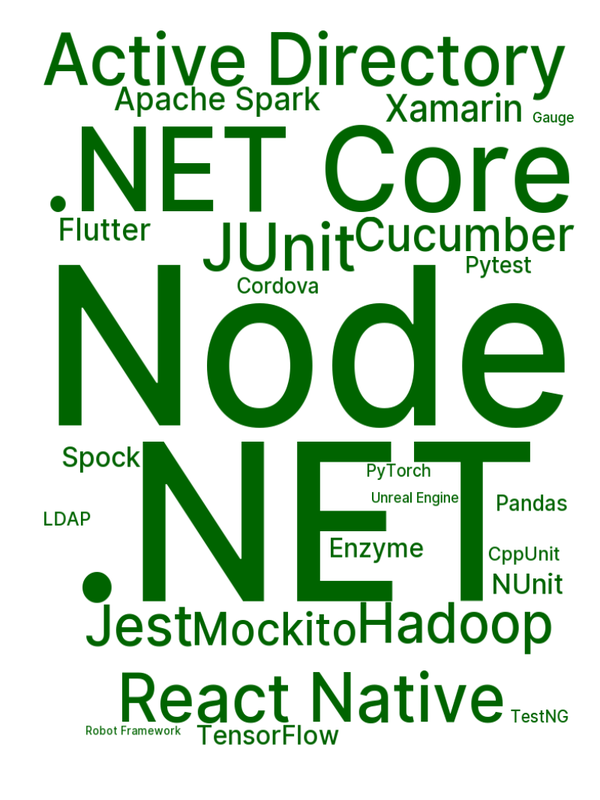 Active Directory
Apache Spark
Xamarin
Gauge
.NET Core
Flutter
JUnit
Cucumber
Pytest
Cordova
Node
.NET
Spock
PyTorch
Unreal Engine
Pandas
LDAP
Enzyme
CppUnit
NUnit
Jest
Mockito
Hadoop
React Native
TestNG
Robot Framework
TensorFlow